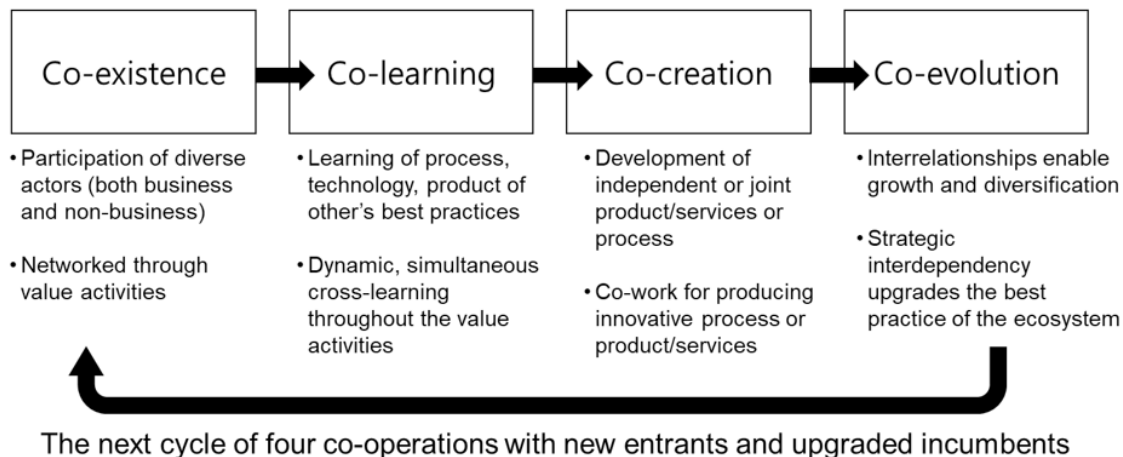 Co-existence
Co-learning
Co-creation
Co-evolution
• Participation of diverse
actors (both business
and non-business)
• Networked through
value activities
• Learning of process,
technology, product of
other's best practices
• Dynamic, simultaneous
cross-learning
throughout the value
activities
• Development of
independent or joint
product/services or
process
• Co-work for producing
innovative process or
product/services
• Interrelationships enable
growth and diversification
• Strategic
interdependency
upgrades the best
practice of the ecosystem
The next cycle of four co-operations with new entrants and upgraded incumbents